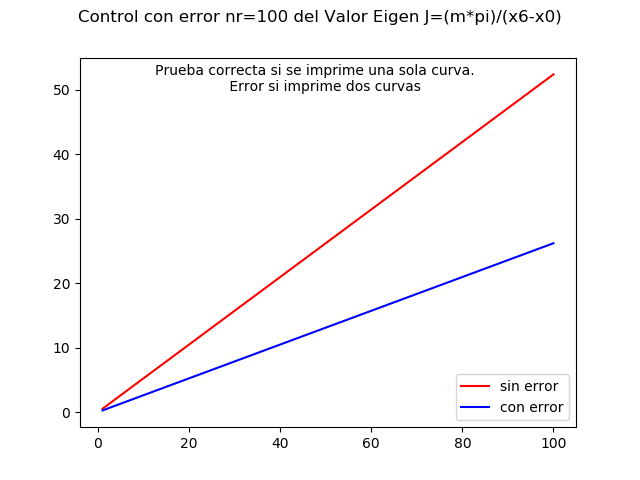 Control con error nr=100 del Valor Eigen J=(m*pi)/(x6-x0)
Prueba correcta si se imprime una sola curva.
Error si imprime dos curvas
50
40
30
20
10
0
sin error
con error
0 20 40 60 80 100